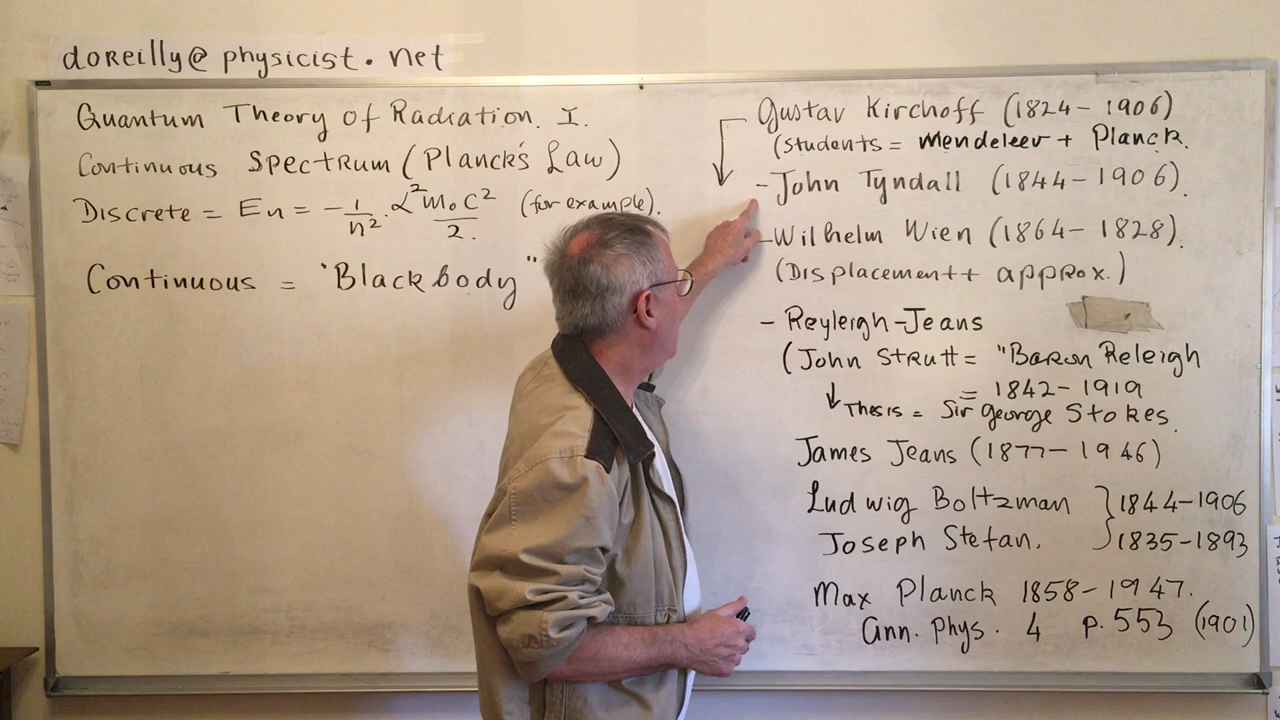 doReilly@physicist.net
Quantum Theory of Radiation. I.
Continuous Spectrum (Planck's Law)
Discrete = En = -1/n². α²m₀c²/2. (for example).
Continuous = 'Blackbody"
Gustav Kirchoff (1824-1906)
(students = Mendeleev + Planck.
-John Tyndall (1844-1906).
-Wilhelm Wien (1864-1828).
(Displacement + approx.)
- Reyleigh-Jeans
(John Strutt = "Baron Releigh
= 1842-1919
↓ Thesis = Sir George Stokes.
James Jeans (1877-1946)
Ludwig Boltzman } 1844-1906
Joseph Stefan. } 1835-1893
Max Planck 1858-1947.
Ann. Phys. 4 p. 553 (1901)